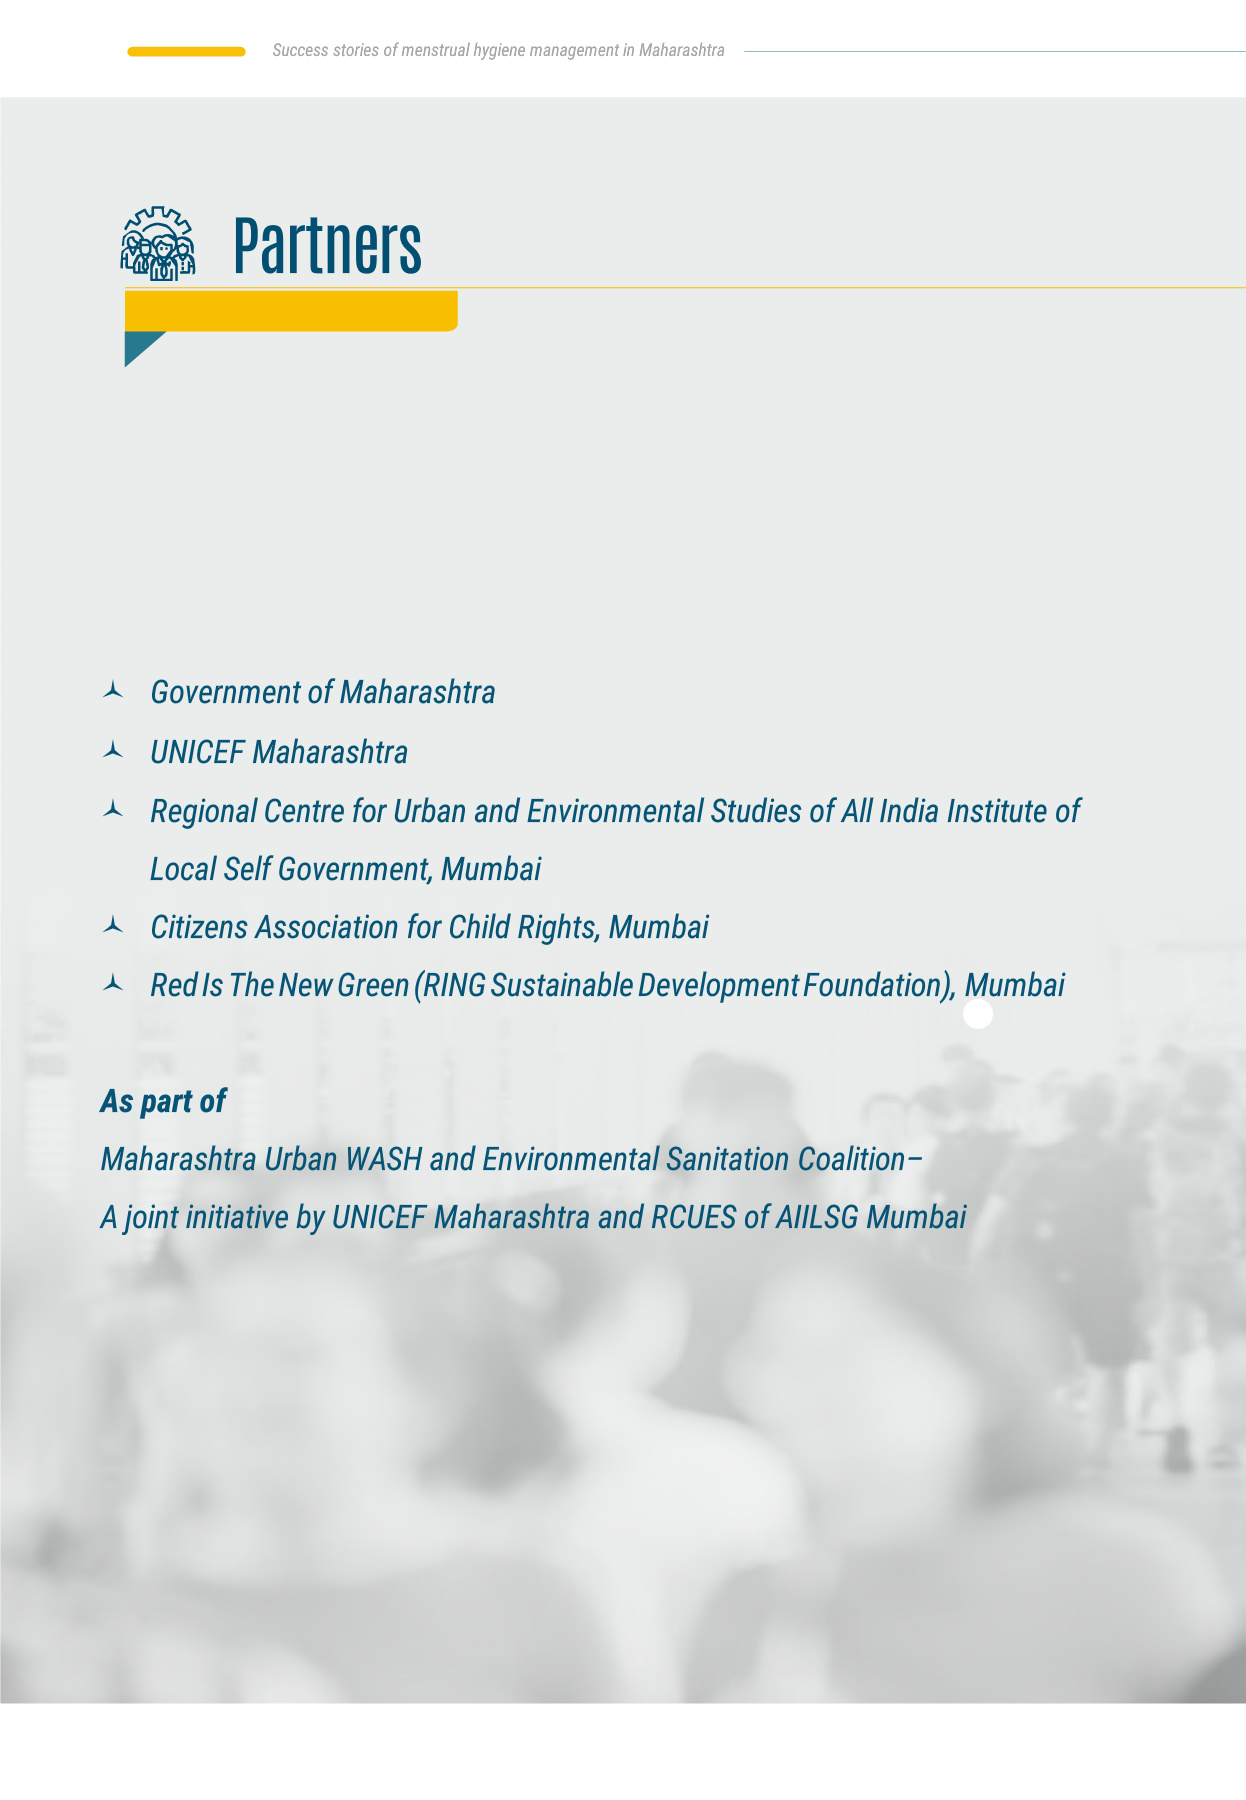 Success stories of menstrual hygiene management in Maharashtra
Partners
Government of Maharashtra
UNICEF Maharashtra
Regional Centre for Urban and Environmental Studies of All India Institute of
Local Self Government, Mumbai
Citizens Association for Child Rights, Mumbai
Red Is The New Green (RING Sustainable Development Foundation), Mumbai
As part of
Maharashtra Urban WASH and Environmental Sanitation Coalition–
A joint initiative by UNICEF Maharashtra and RCUES of AIILSG Mumbai